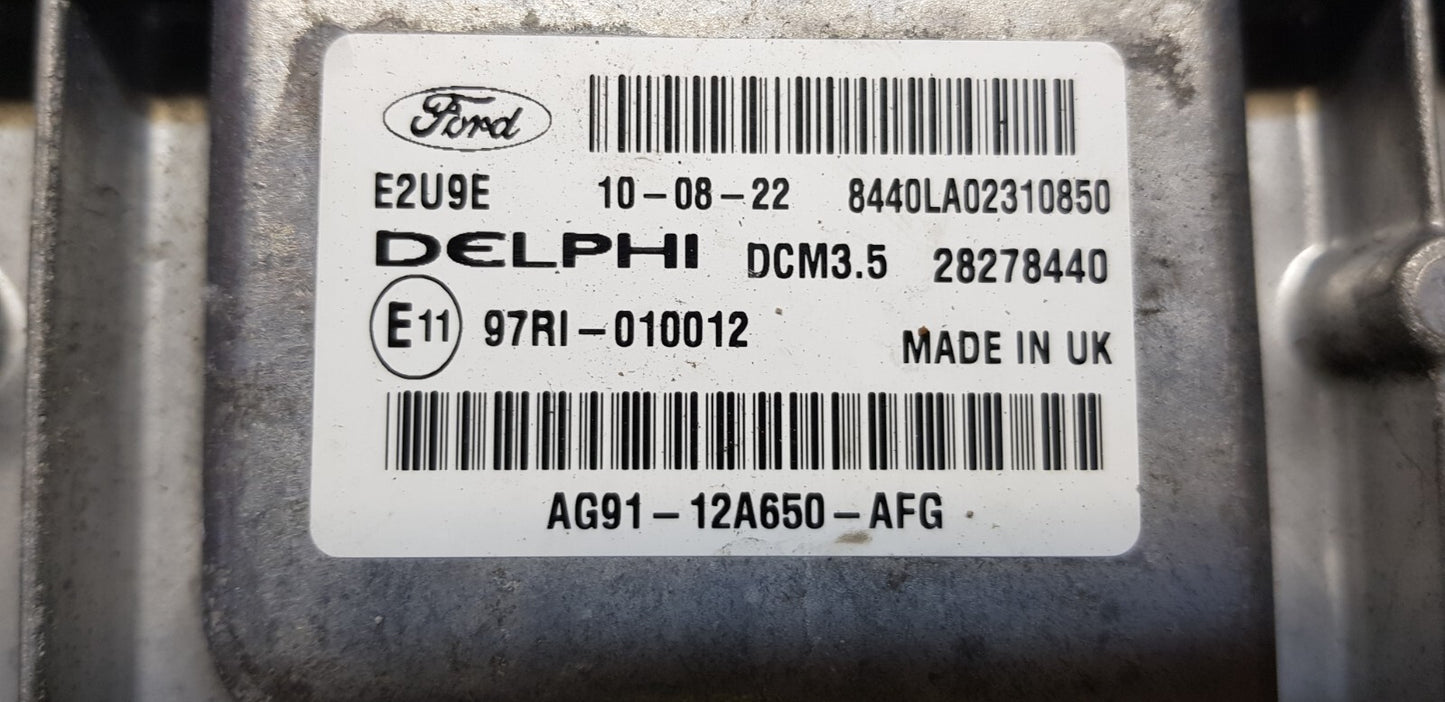 Ford
E2U9E 10-08-22 8440LA02310850
DELPHI DCM3.5 28278440
E11 97RI-010012 MADE IN UK
AG91-12A650-AFG